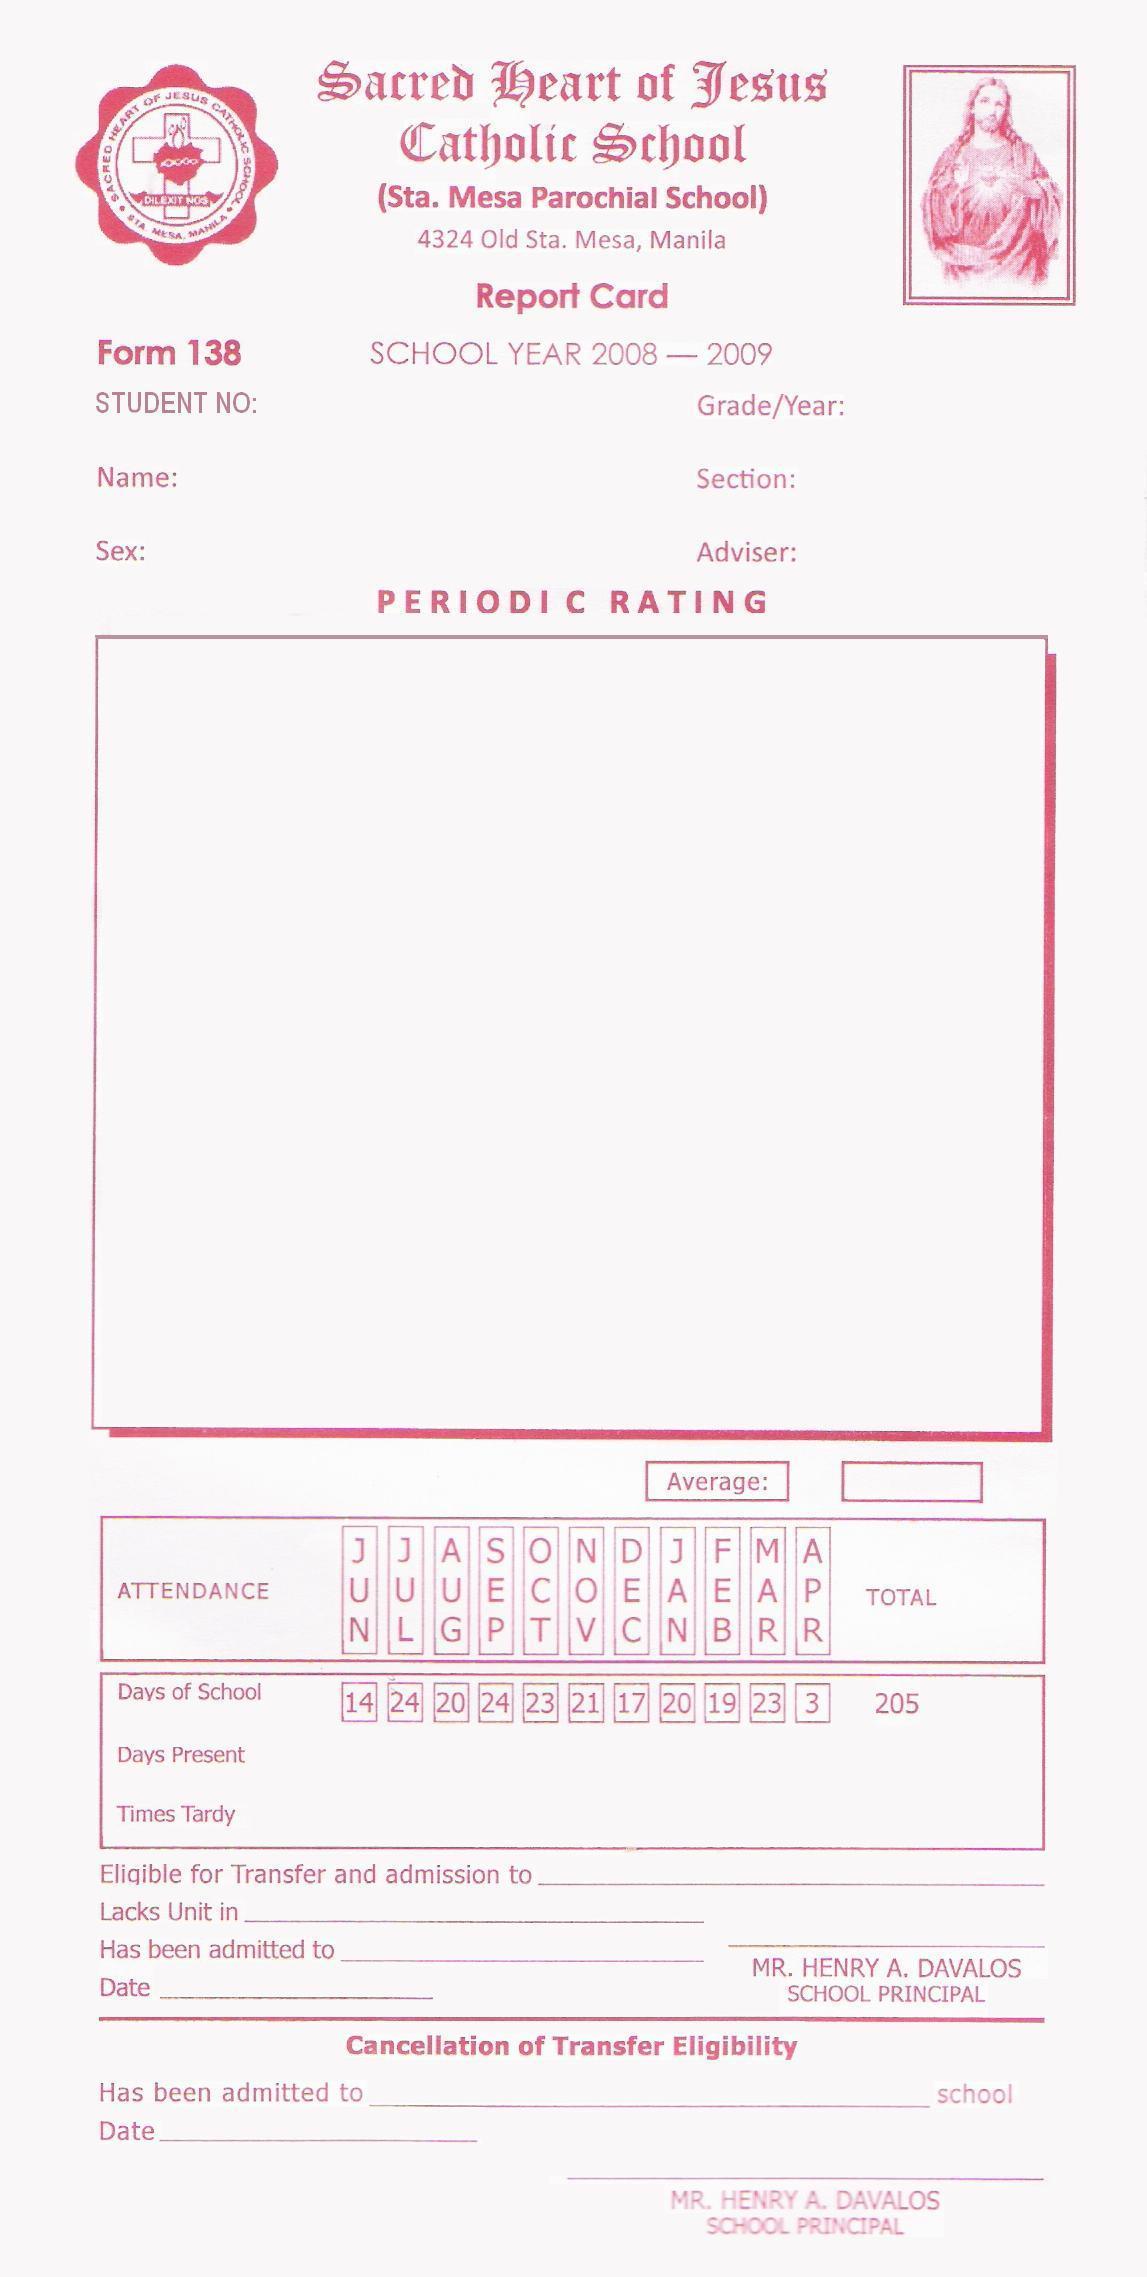 Sacred Heart of Jesus
Catholic School
(Sta. Mesa Parochial School)
4324 Old Sta. Mesa, Manila
SACRED HEART OF JESUS CATHOLIC SCHOOL
DILEXIT NOS
STA. MESA, MANILA
Report Card
Form 138 SCHOOL YEAR 2008 — 2009
STUDENT NO: Grade/Year:
Name: Section:
Sex: Adviser:
PERIODIC RATING
Average:
ATTENDANCE JUN JUL AUG SEP OCT NOV DEC JAN FEB MAR APR TOTAL
Days of School 14 24 20 24 23 21 17 20 19 23 3 205
Days Present
Times Tardy
Eligible for Transfer and admission to
Lacks Unit in
Has been admitted to
Date
MR. HENRY A. DAVALOS
SCHOOL PRINCIPAL
Cancellation of Transfer Eligibility
Has been admitted to school
Date
MR. HENRY A. DAVALOS
SCHOOL PRINCIPAL